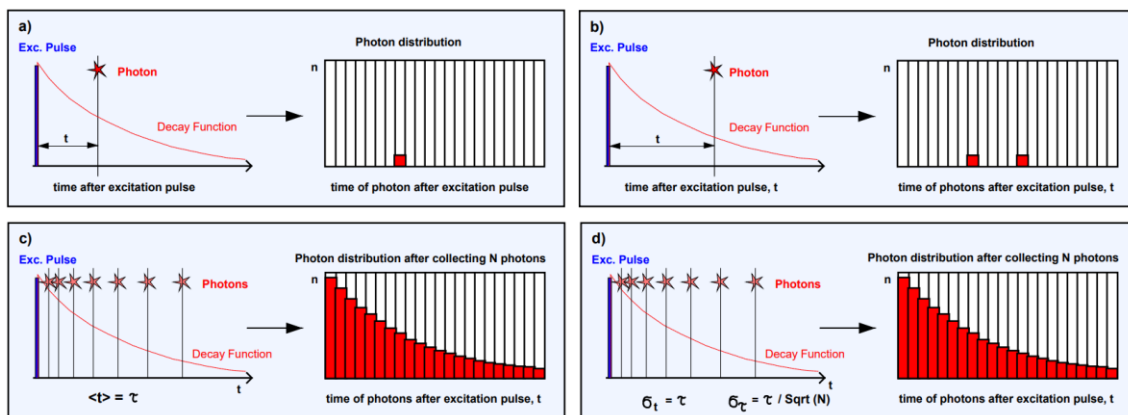 a)
Exc. Pulse
Photon
Decay Function
t
time after excitation pulse
Photon distribution
n
time of photon after excitation pulse
b)
Exc. Pulse
Photon
Decay Function
t
time after excitation pulse, t
Photon distribution
n
time of photons after excitation pulse, t
c)
Exc. Pulse
Photons
Decay Function
t
<t> = τ
Photon distribution after collecting N photons
n
time of photons after excitation pulse, t
d)
Exc. Pulse
Photons
Decay Function
t
σt = τ στ = τ / Sqrt (N)
Photon distribution after collecting N photons
n
time of photons after excitation pulse, t